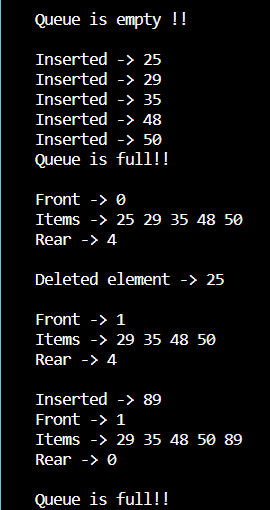 Queue is empty !!
Inserted -> 25
Inserted -> 29
Inserted -> 35
Inserted -> 48
Inserted -> 50
Queue is full!!
Front -> 0
Items -> 25 29 35 48 50
Rear -> 4
Deleted element -> 25
Front -> 1
Items -> 29 35 48 50
Rear -> 4
Inserted -> 89
Front -> 1
Items -> 29 35 48 50 89
Rear -> 0
Queue is full!!